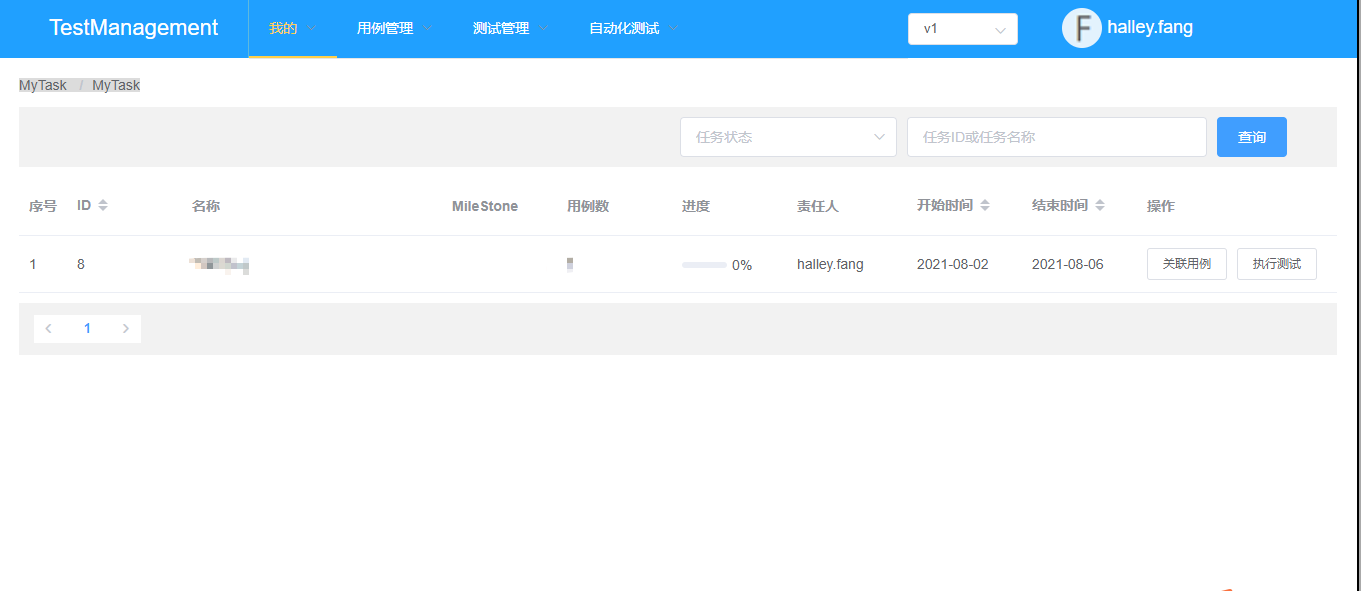 TestManagement 我的 用例管理 测试管理 自动化测试 v1 F halley.fang
MyTask / MyTask
任务状态 任务ID或任务名称 查询
序号 ID 名称 MileStone 用例数 进度 责任人 开始时间 结束时间 操作
1 8 0% halley.fang 2021-08-02 2021-08-06 关联用例 执行测试
1